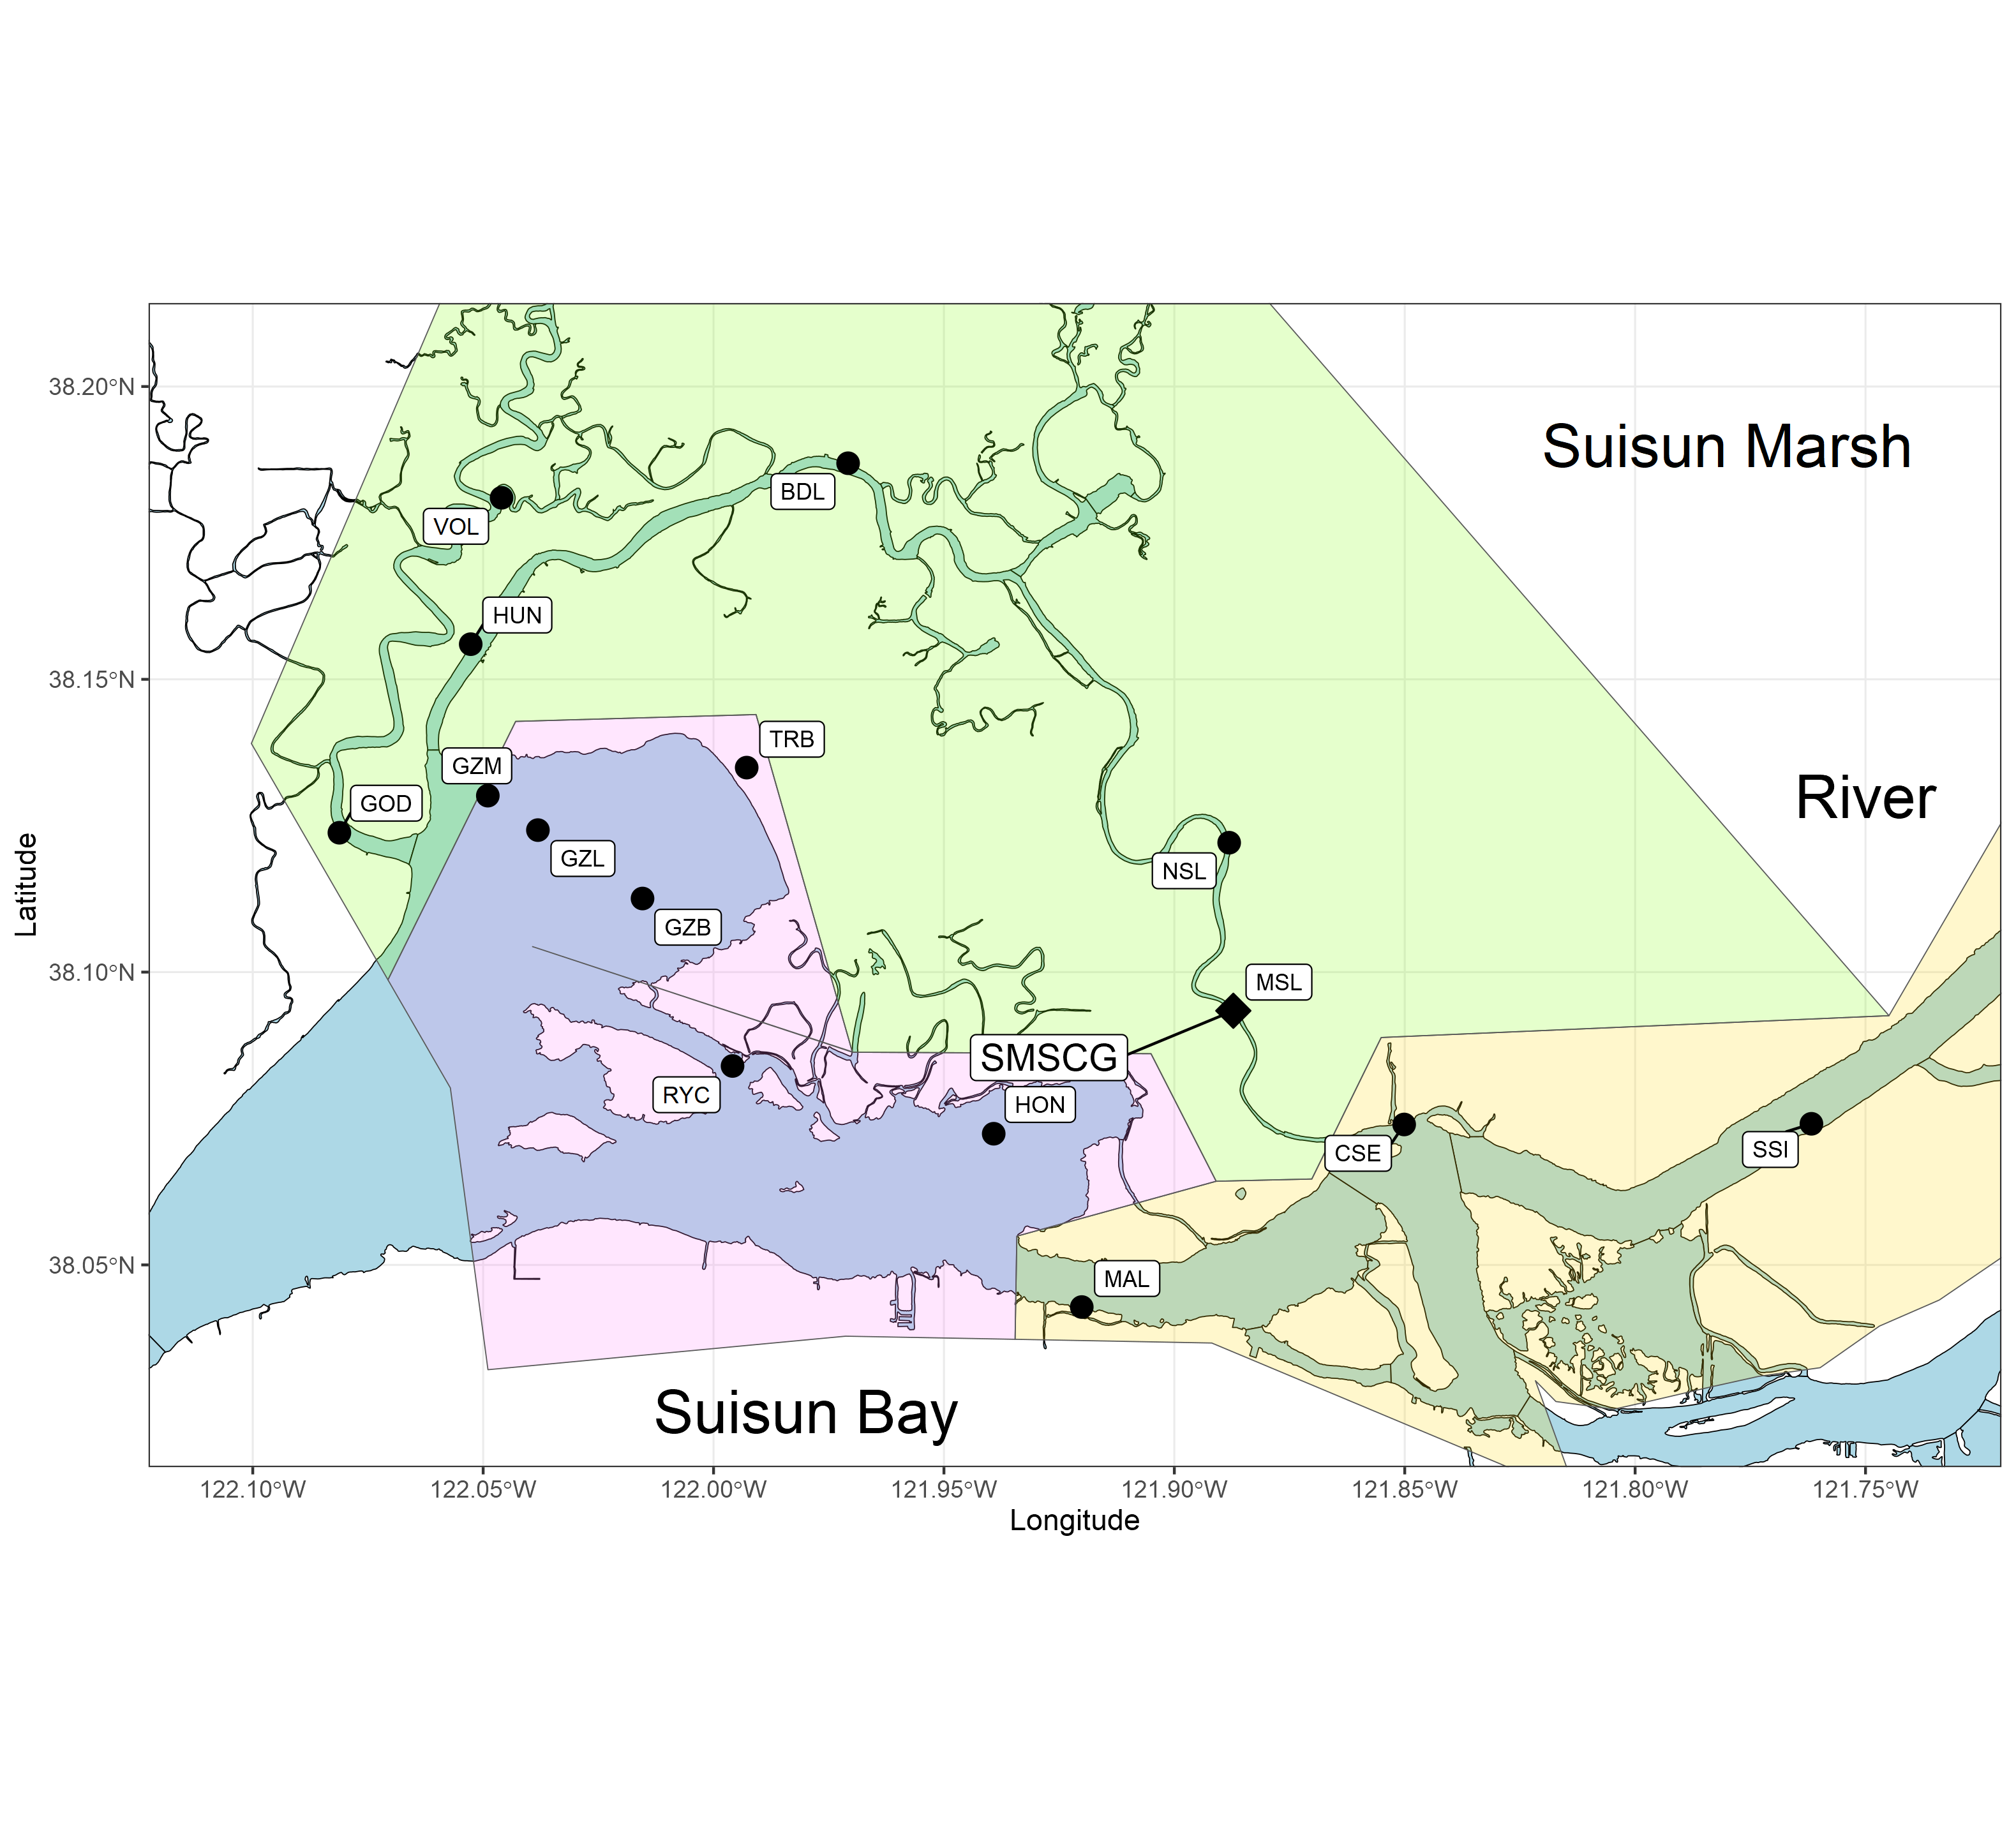 38.20°N
Suisun Marsh
BDL
VOL
HUN
38.15°N
TRB
GZM
River
GOD
GZL
NSL
GZB
Latitude
38.10°N
MSL
SMSCG
RYC
HON
CSE
SSI
38.05°N
MAL
Suisun Bay
122.10°W 122.05°W 122.00°W 121.95°W 121.90°W 121.85°W 121.80°W 121.75°W
Longitude